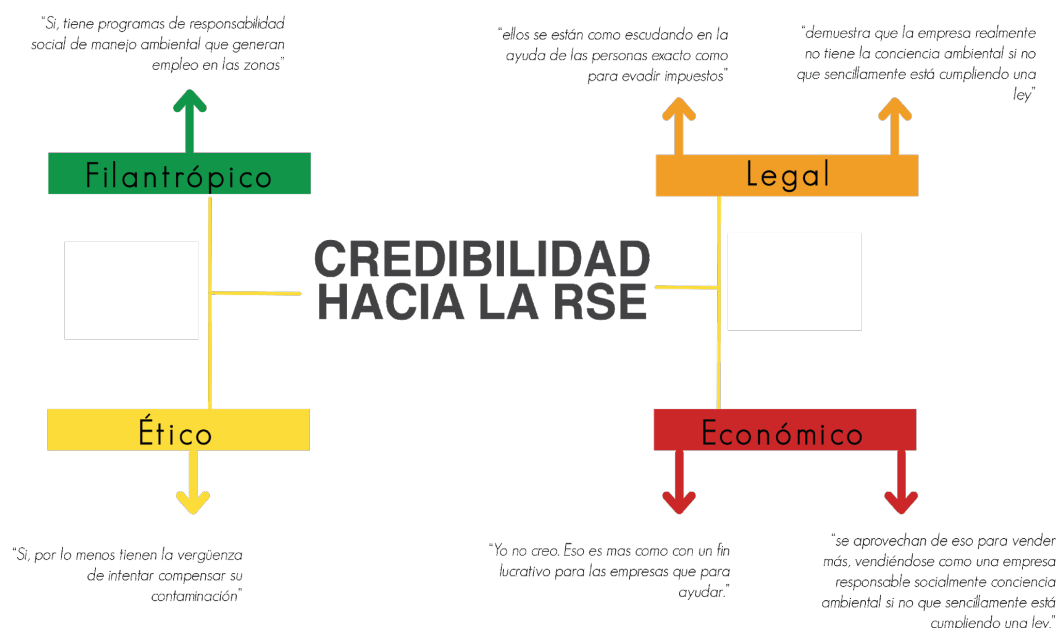 "Si, tiene programas de responsabilidad
social de manejo ambiental que generan
empleo en las zonas"
"ellos se están como escudando en la
ayuda de las personas exacto como
para evadir impuestos"
"demuestra que la empresa realmente
no tiene la conciencia ambiental si no
que sencillamente está cumpliendo una
ley"
Filantrópico
Legal
CREDIBILIDAD
HACIA LA RSE
Ético
Económico
"Si, por lo menos tienen la vergüenza
de intentar compensar su
contaminación"
"Yo no creo. Eso es mas como con un fin
lucrativo para las empresas que para
ayudar."
"se aprovechan de eso para vender
más, vendiéndose como una empresa
responsable socialmente conciencia
ambiental si no que sencillamente está
cumpliendo una ley."